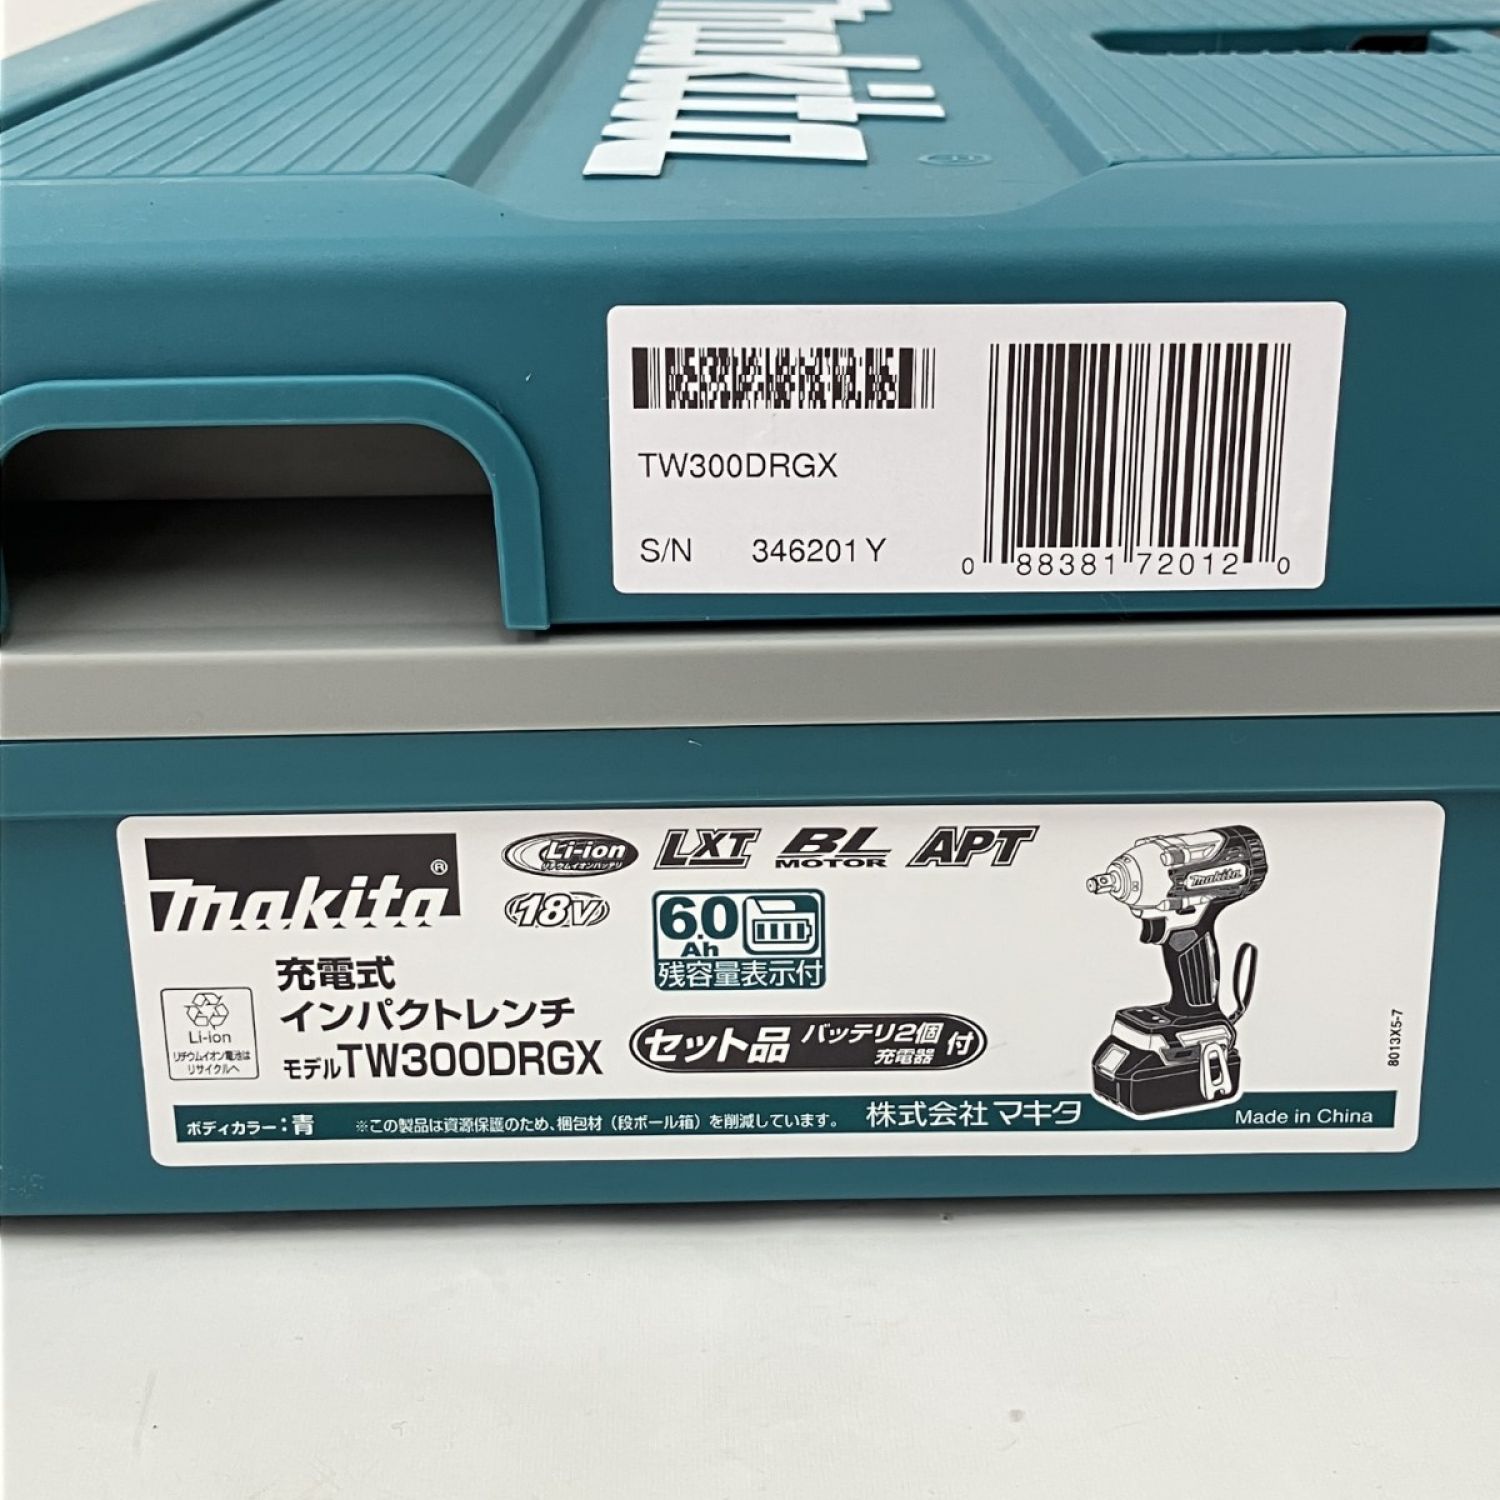 makita
TW300DRGX
S/N 346201 Y
0 88381 72012 0
makita®
Li-ion
リチウムイオンバッテリ
LXT
BL MOTOR
APT
18V
6.0 Ah
残容量表示付
充電式
インパクトレンチ
モデルTW300DRGX
セット品 バッテリ2個 充電器 付
Li-ion
リチウムイオン電池は
リサイクルへ
makita
8013X5-7
ボディカラー：青 ※この製品は資源保護のため、梱包材（段ボール箱）を削減しています。 株式会社 マキタ Made in China